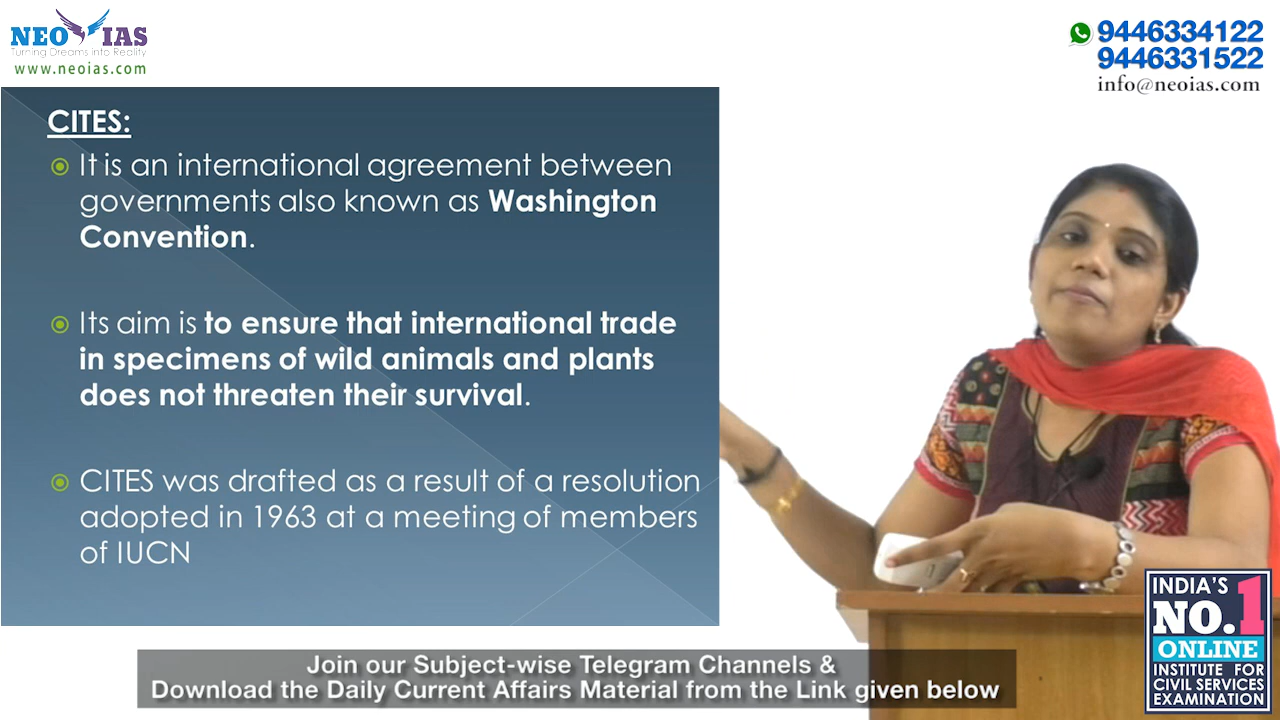 NEO IAS
Turning Dreams Into Reality
www.neoias.com
9446334122
9446331522
info@neoias.com
CITES:
It is an international agreement between
governments also known as Washington
Convention.
Its aim is to ensure that international trade
in specimens of wild animals and plants
does not threaten their survival.
CITES was drafted as a result of a resolution
adopted in 1963 at a meeting of members
of IUCN
INDIA'S
NO.1
ONLINE
INSTITUTE FOR
CIVIL SERVICES
EXAMINATION
Join our Subject-wise Telegram Channels &
Download the Daily Current Affairs Material from the Link given below